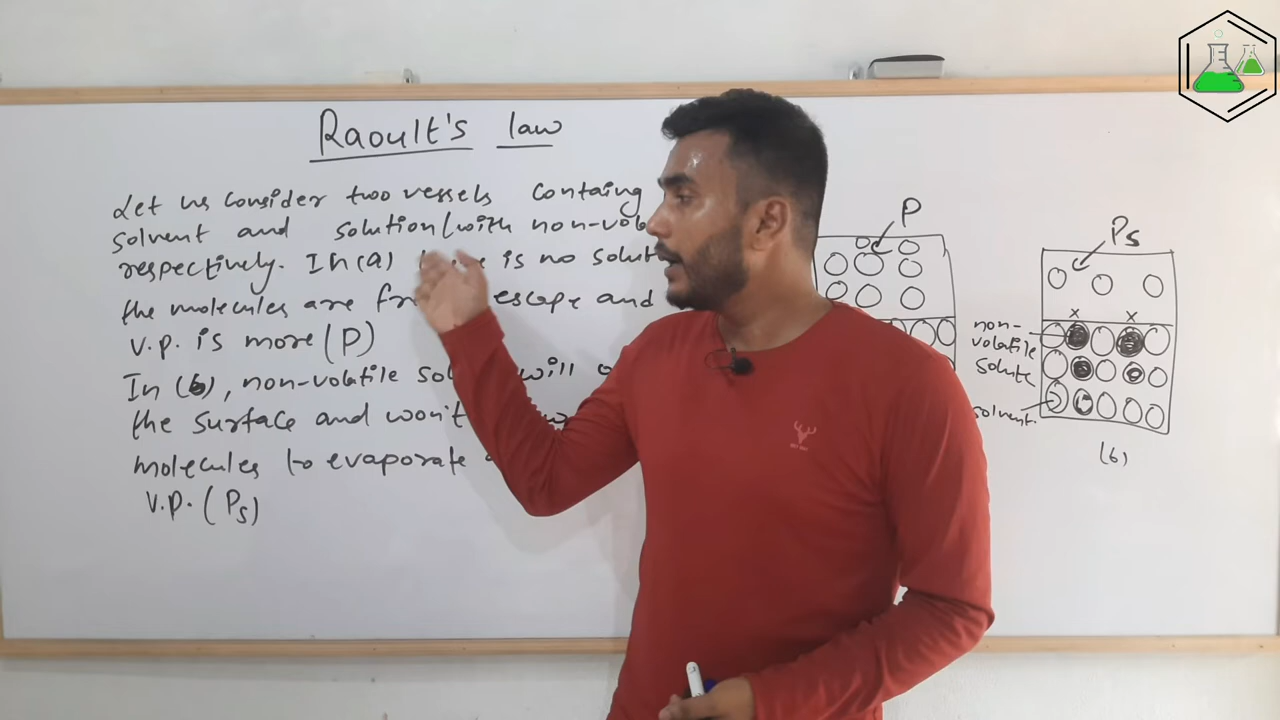 Raoult's law
Let us consider two vessels Containg
solvent and solution (with non-vola
respectively. In (a) is no solut
the molecules are escape and
v.p. is more (P)
In (b), non-volatile will
the surface and won't
molecules to evaporate
v.p. (Ps)
P
Ps
x x
non-
volatile
solute
solvent.
(b)